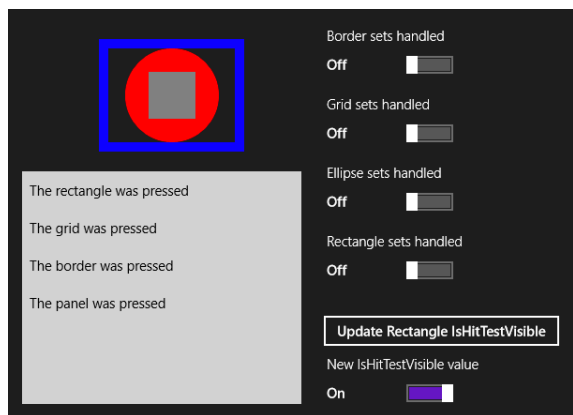 Border sets handled
Off
Grid sets handled
Off
Ellipse sets handled
Off
Rectangle sets handled
Off
Update Rectangle IsHitTestVisible
New IsHitTestVisible value
On
The rectangle was pressed
The grid was pressed
The border was pressed
The panel was pressed